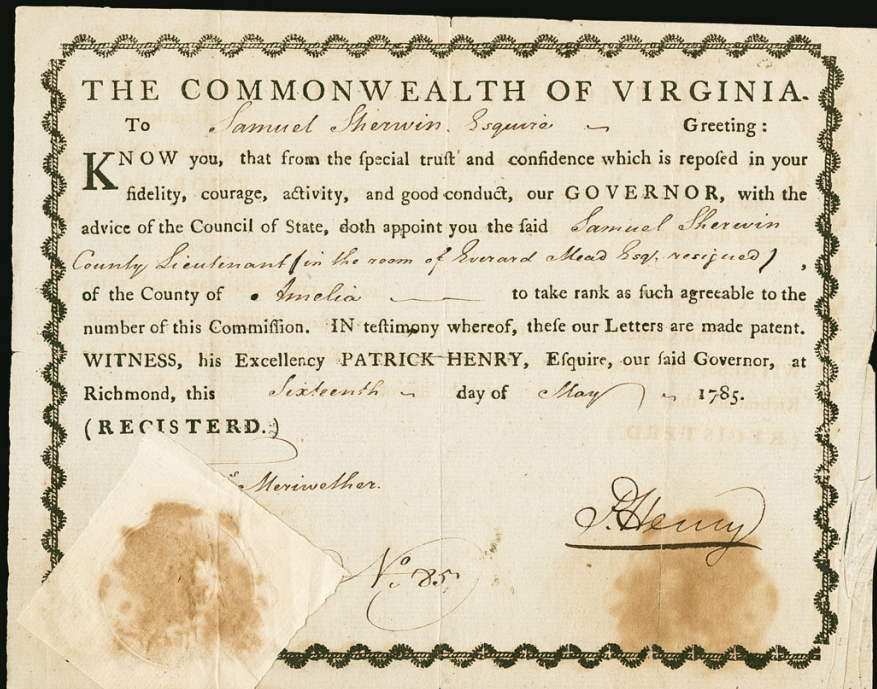 THE COMMONWEALTH OF VIRGINIA.
To Samuel Sherwin Esquire Greeting:
KNOW you, that from the ſpecial truſt and confidence which is repoſed in your
fidelity, courage, activity, and good conduct, our GOVERNOR, with the
advice of the Council of State, doth appoint you the ſaid Samuel Sherwin
County Lieutenant (in the room of Everard Mead Esqr. resigned) ,
of the County of Amelia to take rank as ſuch agreeable to the
number of this Commiſſion. IN teſtimony whereof, theſe our Letters are made patent.
WITNESS, his Excellency PATRICK HENRY, Eſquire, our ſaid Governor, at
Richmond, this Sixteenth day of May 1785.
(REGISTERD.)
Meriwether.
P. Henry
No. 85